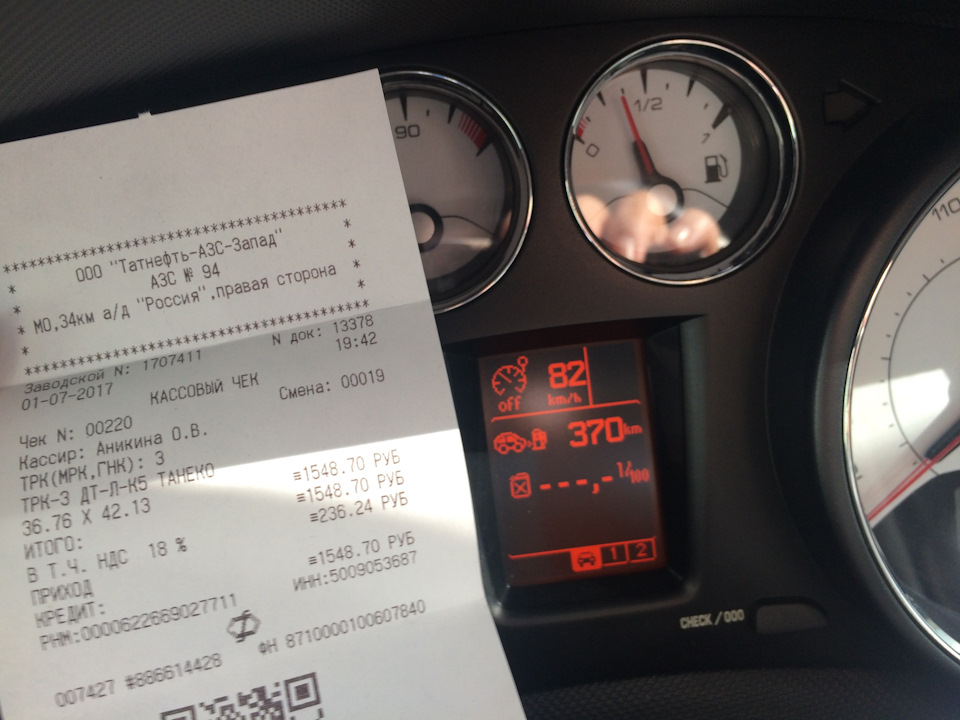 ************************************
* ООО "Татнефть-АЗС-Запад" *
* АЗС № 94 *
* МО,34км а/д "Россия",правая сторона *
* *
************************************
Заводской N: 1707411 N док: 13378
01-07-2017 19:42
КАССОВЫЙ ЧЕК
Чек N: 00220 Смена: 00019
Кассир: Аникина О.В.
ТРК(МРК,ГНК): 3
ТРК-3 ДТ-Л-К5 ТАНЕКО
36.76 X 42.13 ≡1548.70 РУБ
ИТОГО: ≡1548.70 РУБ
В Т.Ч. НДС 18 % ≡236.24 РУБ
ПРИХОД
КРЕДИТ: ≡1548.70 РУБ
РНМ:0000622669027711 ИНН:5009053687
007427 #886614428 ФН 8710000100607840
90
0 1/2 1
110
82
off km/h
370 km
---,- l/100
1 2
CHECK /000